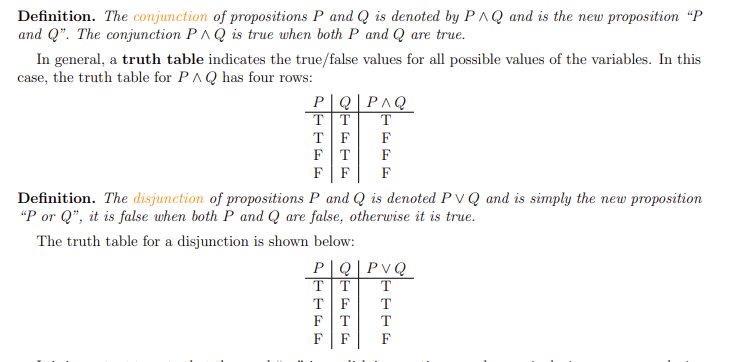 Definition. The conjunction of propositions P and Q is denoted by P ∧ Q and is the new proposition “P
and Q”. The conjunction P ∧ Q is true when both P and Q are true.
In general, a truth table indicates the true/false values for all possible values of the variables. In this
case, the truth table for P ∧ Q has four rows:
P Q P ∧ Q
T T T
T F F
F T F
F F F
Definition. The disjunction of propositions P and Q is denoted P ∨ Q and is simply the new proposition
“P or Q”, it is false when both P and Q are false, otherwise it is true.
The truth table for a disjunction is shown below:
P Q P ∨ Q
T T T
T F T
F T T
F F F